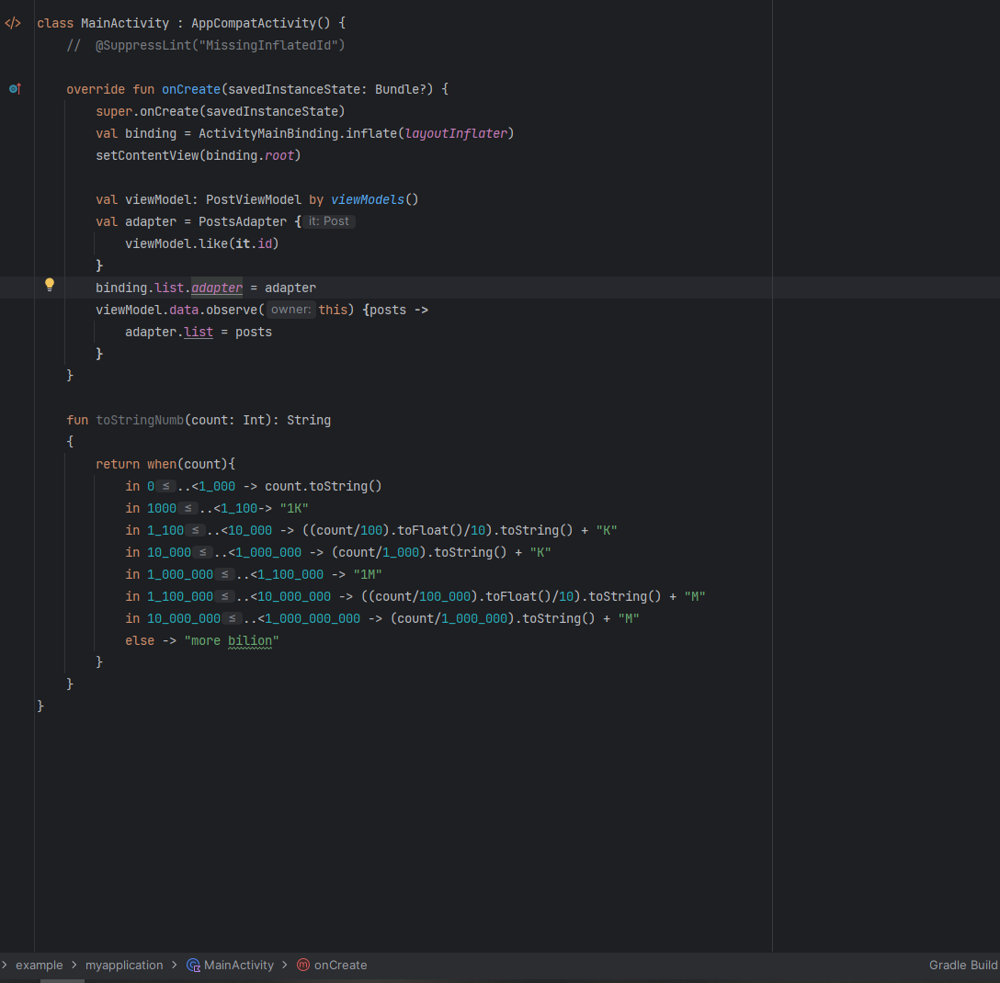 class MainActivity : AppCompatActivity() {
//  @SuppressLint("MissingInflatedId")
override fun onCreate(savedInstanceState: Bundle?) {
super.onCreate(savedInstanceState)
val binding = ActivityMainBinding.inflate(layoutInflater)
setContentView(binding.root)
val viewModel: PostViewModel by viewModels()
val adapter = PostsAdapter { it: Post
viewModel.like(it.id)
}
binding.list.adapter = adapter
viewModel.data.observe( owner: this) {posts ->
adapter.list = posts
}
}
fun toStringNumb(count: Int): String
{
return when(count){
in 0 ≤ ..<1_000 -> count.toString()
in 1000 ≤ ..<1_100-> "1K"
in 1_100 ≤ ..<10_000 -> ((count/100).toFloat()/10).toString() + "K"
in 10_000 ≤ ..<1_000_000 -> (count/1_000).toString() + "K"
in 1_000_000 ≤ ..<1_100_000 -> "1M"
in 1_100_000 ≤ ..<10_000_000 -> ((count/100_000).toFloat()/10).toString() + "M"
in 10_000_000 ≤ ..<1_000_000_000 -> (count/1_000_000).toString() + "M"
else -> "more bilion"
}
}
}
> example > myapplication > MainActivity > onCreate
Gradle Build